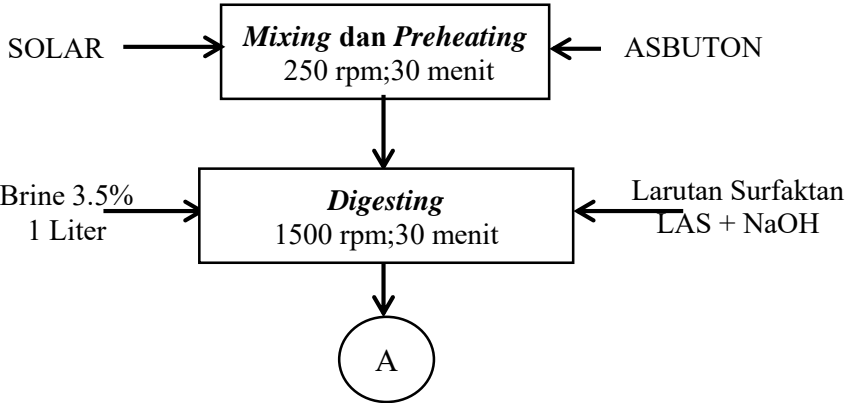 SOLAR
Mixing dan Preheating
250 rpm;30 menit
ASBUTON
Brine 3.5%
1 Liter
Digesting
1500 rpm;30 menit
Larutan Surfaktan
LAS + NaOH
A